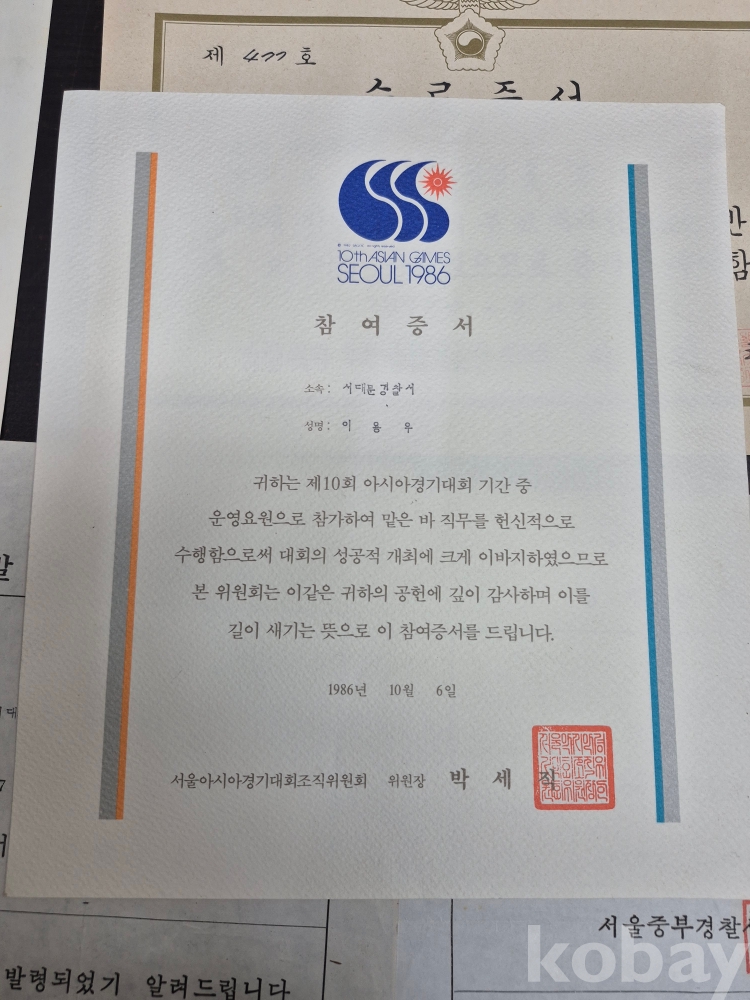 제 477 호
수료증서
10th ASIAN GAMES
SEOUL 1986
참여증서
소속: 서대문경찰서
성명: 이 용 우
귀하는 제10회 아시아경기대회 기간 중
운영요원으로 참가하여 맡은 바 직무를 헌신적으로
수행함으로써 대회의 성공적 개최에 크게 이바지하였으므로
본 위원회는 이같은 귀하의 공헌에 깊이 감사하며 이를
길이 새기는 뜻으로 이 참여증서를 드립니다.
1986년 10월 6일
서울아시아경기대회조직위원회 위원장 박 세 직
서울중부경찰서
발령되었기 알려드립니다
kobay